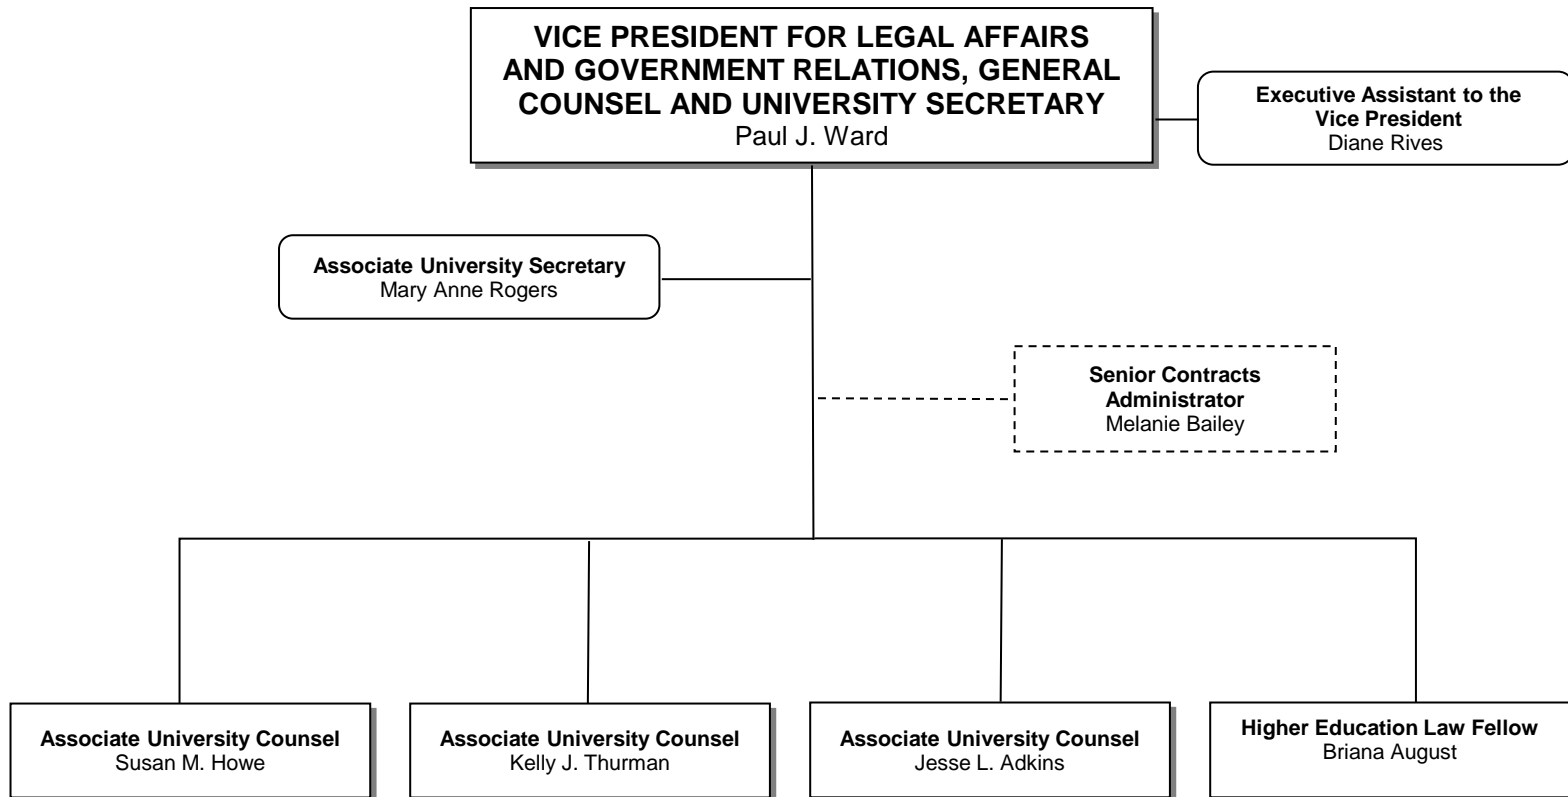 VICE PRESIDENT FOR LEGAL AFFAIRS
AND GOVERNMENT RELATIONS, GENERAL
COUNSEL AND UNIVERSITY SECRETARY
Paul J. Ward
Executive Assistant to the
Vice President
Diane Rives
Associate University Secretary
Mary Anne Rogers
Senior Contracts
Administrator
Melanie Bailey
Associate University Counsel
Susan M. Howe
Associate University Counsel
Kelly J. Thurman
Associate University Counsel
Jesse L. Adkins
Higher Education Law Fellow
Briana August